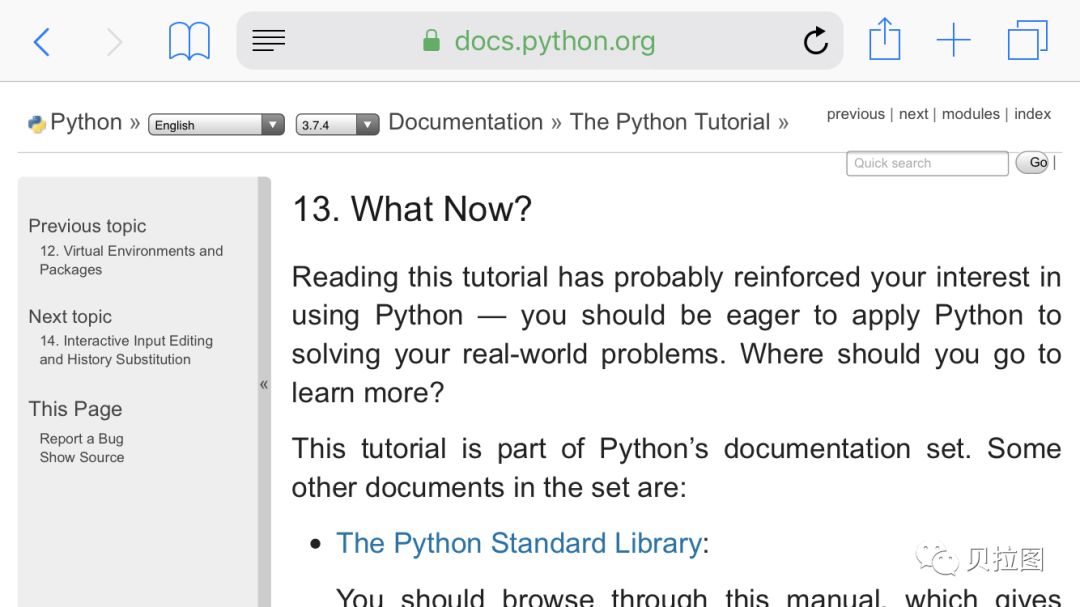 docs.python.org
Python » English 3.7.4 Documentation » The Python Tutorial »
previous | next | modules | index
Quick search Go |
Previous topic
12. Virtual Environments and
Packages
Next topic
14. Interactive Input Editing
and History Substitution
This Page
Report a Bug
Show Source
«
13. What Now?
Reading this tutorial has probably reinforced your interest in
using Python — you should be eager to apply Python to
solving your real-world problems. Where should you go to
learn more?
This tutorial is part of Python’s documentation set. Some
other documents in the set are:
• The Python Standard Library:
You should browse through this manual, which gives
贝拉图